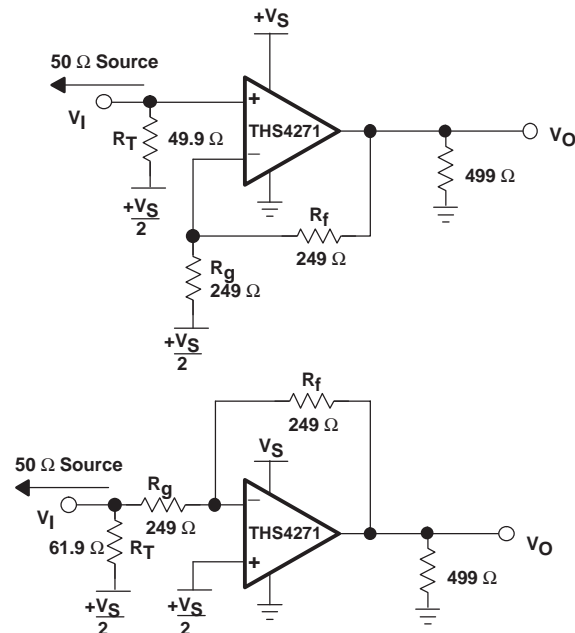 +VS
50 Ω Source
VI
+
THS4271
VO
RT
49.9 Ω
−
499 Ω
+VS
2
Rf
249 Ω
Rg
249 Ω
+VS
2
Rf
249 Ω
50 Ω Source
VS
Rg
VI
249 Ω
−
THS4271
VO
61.9 Ω
RT
+
499 Ω
+VS
2
+VS
2